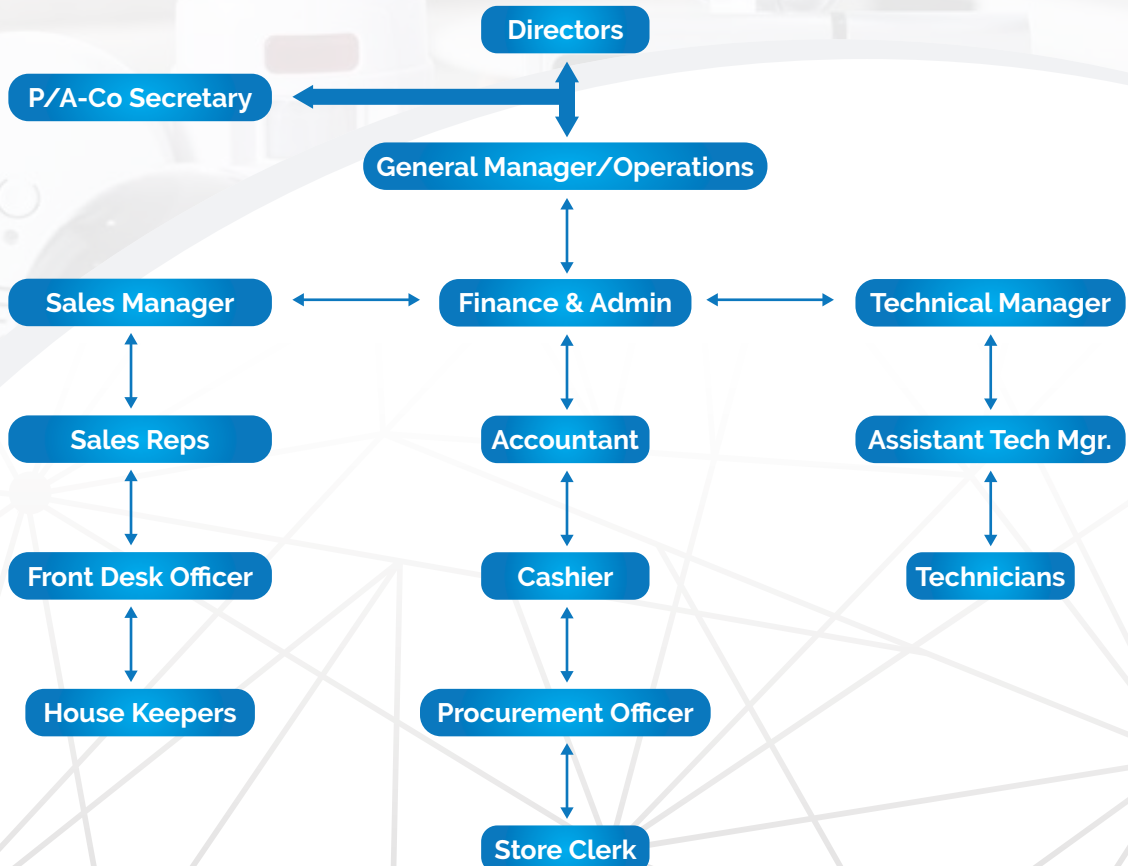 Directors
P/A-Co Secretary
General Manager/Operations
Sales Manager
Finance & Admin
Technical Manager
Sales Reps
Accountant
Assistant Tech Mgr.
Front Desk Officer
Cashier
Technicians
House Keepers
Procurement Officer
Store Clerk